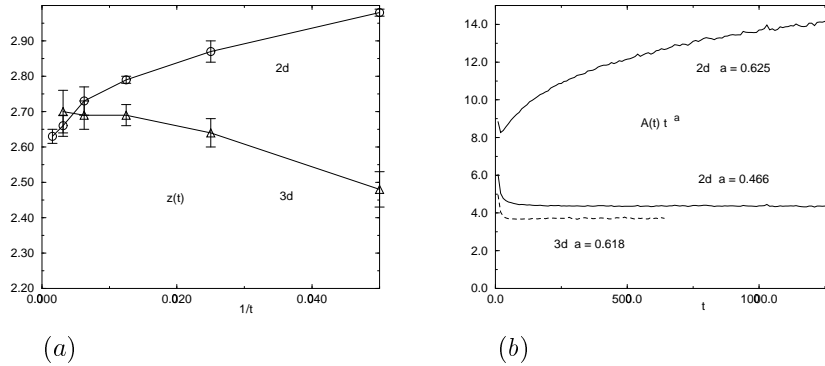 2.90
2.80
2.70
2.60
2.50
2.40
2.30
2.20
0.000
0.020
0.040
1/t
2d
z(t)
3d
(a)
14.0
12.0
10.0
8.0
6.0
4.0
2.0
0.0
0.0
500.0
1000.0
t
2d a = 0.625
A(t) t a
2d a = 0.466
3d a = 0.618
(b)